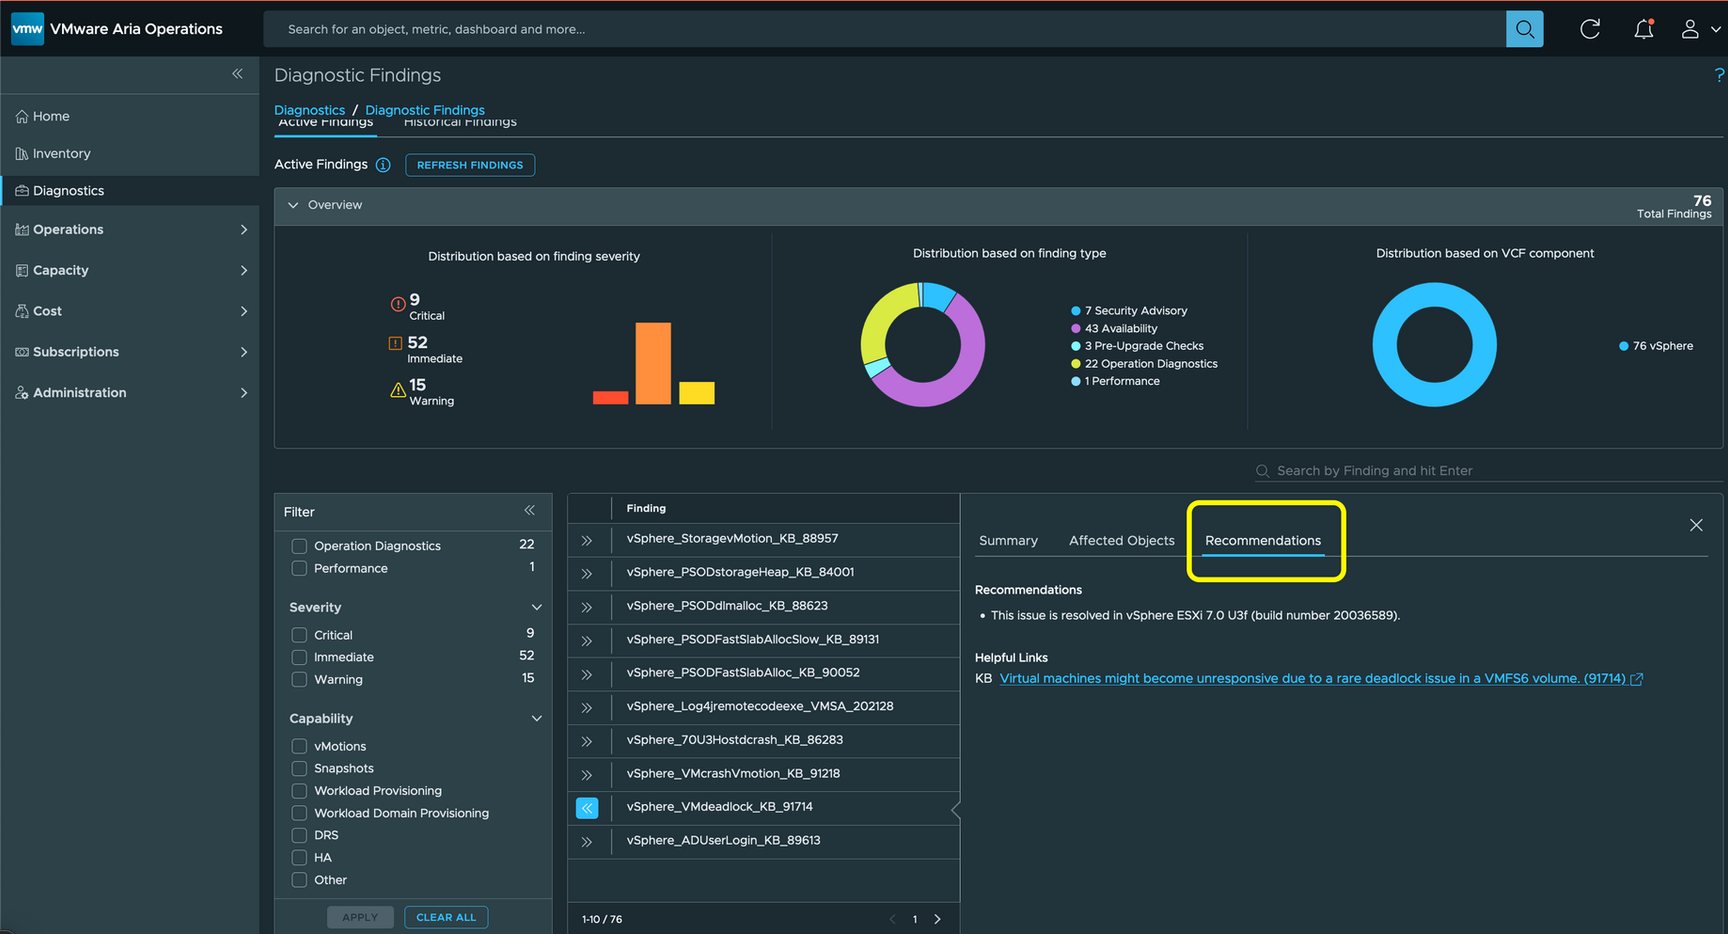 vmw VMware Aria Operations
Search for an object, metric, dashboard and more...
Home
Inventory
Diagnostics
Operations
Capacity
Cost
Subscriptions
Administration
Diagnostic Findings
?
Diagnostics / Diagnostic Findings
Active Findings Historical Findings
Active Findings REFRESH FINDINGS
Overview
76
Total Findings
Distribution based on finding severity
9
Critical
52
Immediate
15
Warning
Distribution based on finding type
7 Security Advisory
43 Availability
3 Pre-Upgrade Checks
22 Operation Diagnostics
1 Performance
Distribution based on VCF component
76 vSphere
Search by Finding and hit Enter
Filter
Operation Diagnostics 22
Performance 1
Severity
Critical 9
Immediate 52
Warning 15
Capability
vMotions
Snapshots
Workload Provisioning
Workload Domain Provisioning
DRS
HA
Other
APPLY CLEAR ALL
Finding
vSphere_StoragevMotion_KB_88957
vSphere_PSODstorageHeap_KB_84001
vSphere_PSODdlmalloc_KB_88623
vSphere_PSODFastSlabAllocSlow_KB_89131
vSphere_PSODFastSlabAlloc_KB_90052
vSphere_Log4jremotecodeexe_VMSA_202128
vSphere_70U3Hostdcrash_KB_86283
vSphere_VMcrashVmotion_KB_91218
vSphere_VMdeadlock_KB_91714
vSphere_ADUserLogin_KB_89613
1-10 / 76
1
Summary Affected Objects Recommendations
Recommendations
• This issue is resolved in vSphere ESXi 7.0 U3f (build number 20036589).
Helpful Links
KB Virtual machines might become unresponsive due to a rare deadlock issue in a VMFS6 volume. (91714)